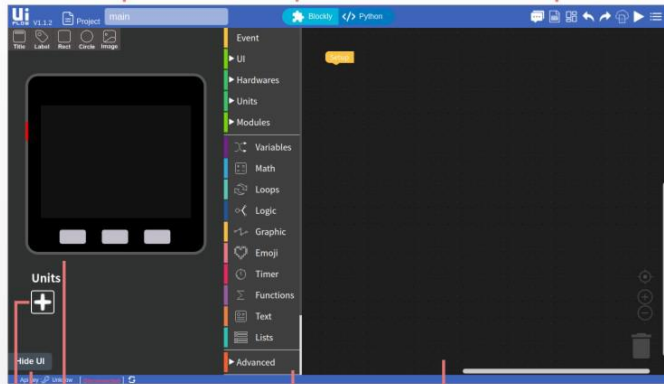 Ui
FLOW V1.1.2
Project
main
Blockly
</> Python
Title Label Rect Circle Image
Event
UI
Hardwares
Units
Modules
Variables
Math
Loops
Logic
Graphic
Emoji
Timer
Functions
Text
Lists
Advanced
Setup
Units
Hide UI